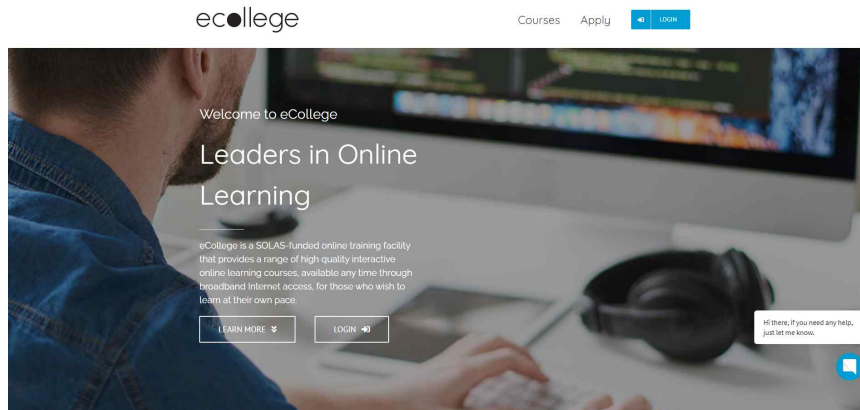 ecollege
Courses
Apply
LOGIN
Welcome to eCollege
Leaders in Online
Learning
eCollege is a SOLAS-funded online training facility
that provides a range of high quality interactive
online learning courses, available any time through
broadband Internet access, for those who wish to
learn at their own pace.
LEARN MORE
LOGIN
Hi there, if you need any help,
just let me know.